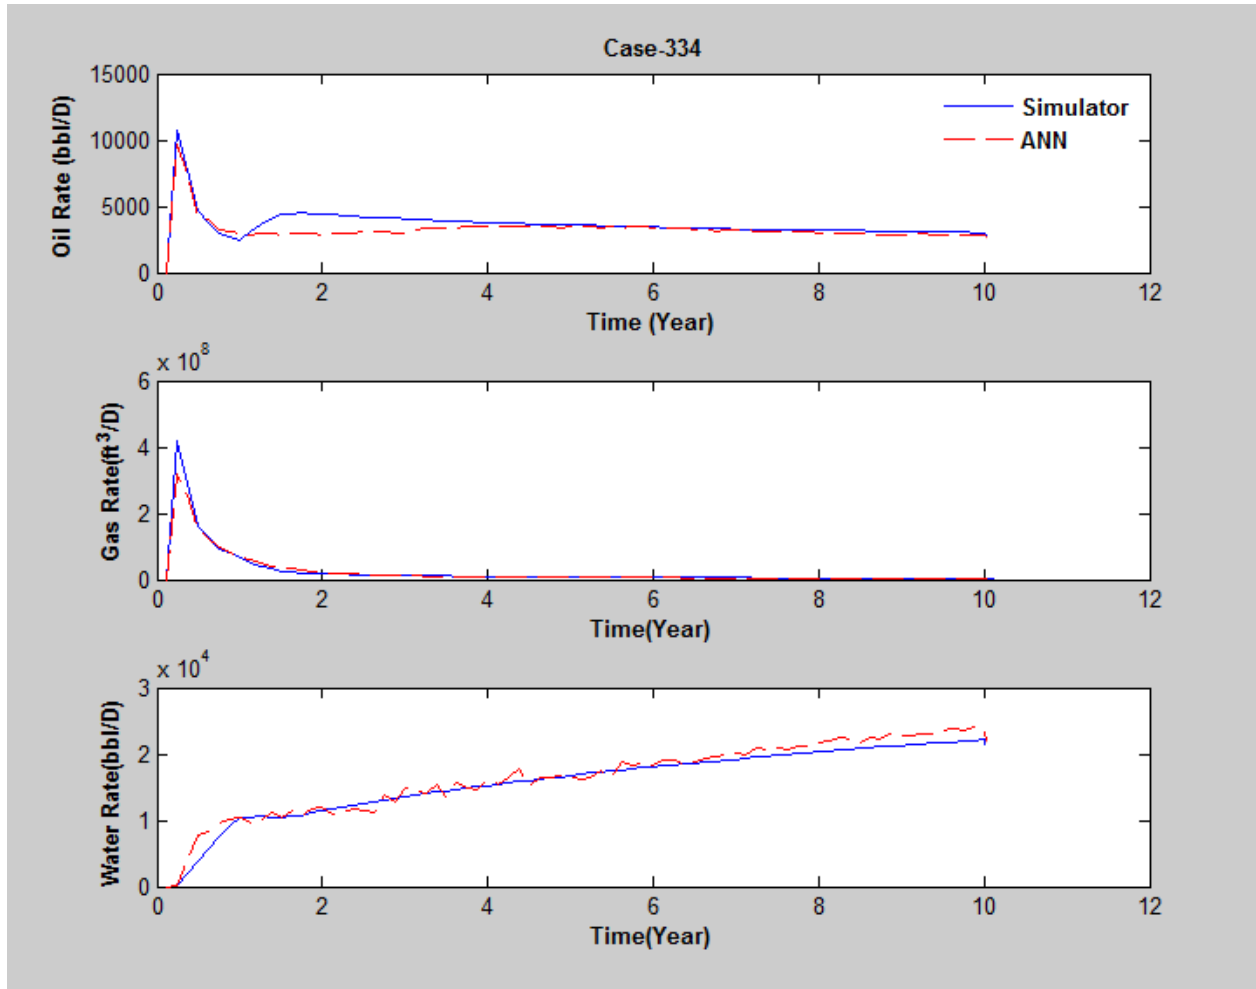 Case-334
15000
10000
5000
0
Oil Rate (bbl/D)
Simulator
ANN
0 2 4 6 8 10 12
Time (Year)
x 10^8
6
4
2
0
Gas Rate(ft^3/D)
0 2 4 6 8 10 12
Time(Year)
x 10^4
3
2
1
0
Water Rate(bbl/D)
0 2 4 6 8 10 12
Time(Year)